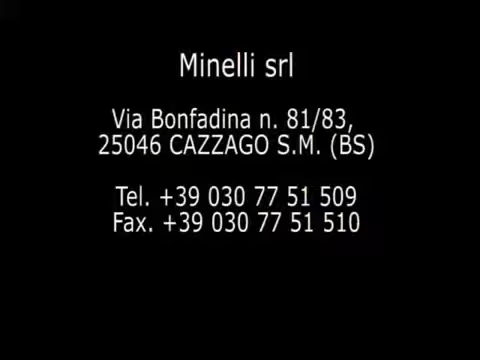 Minelli srl
Via Bonfadina n. 81/83,
25046 CAZZAGO S.M. (BS)
Tel. +39 030 77 51 509
Fax. +39 030 77 51 510